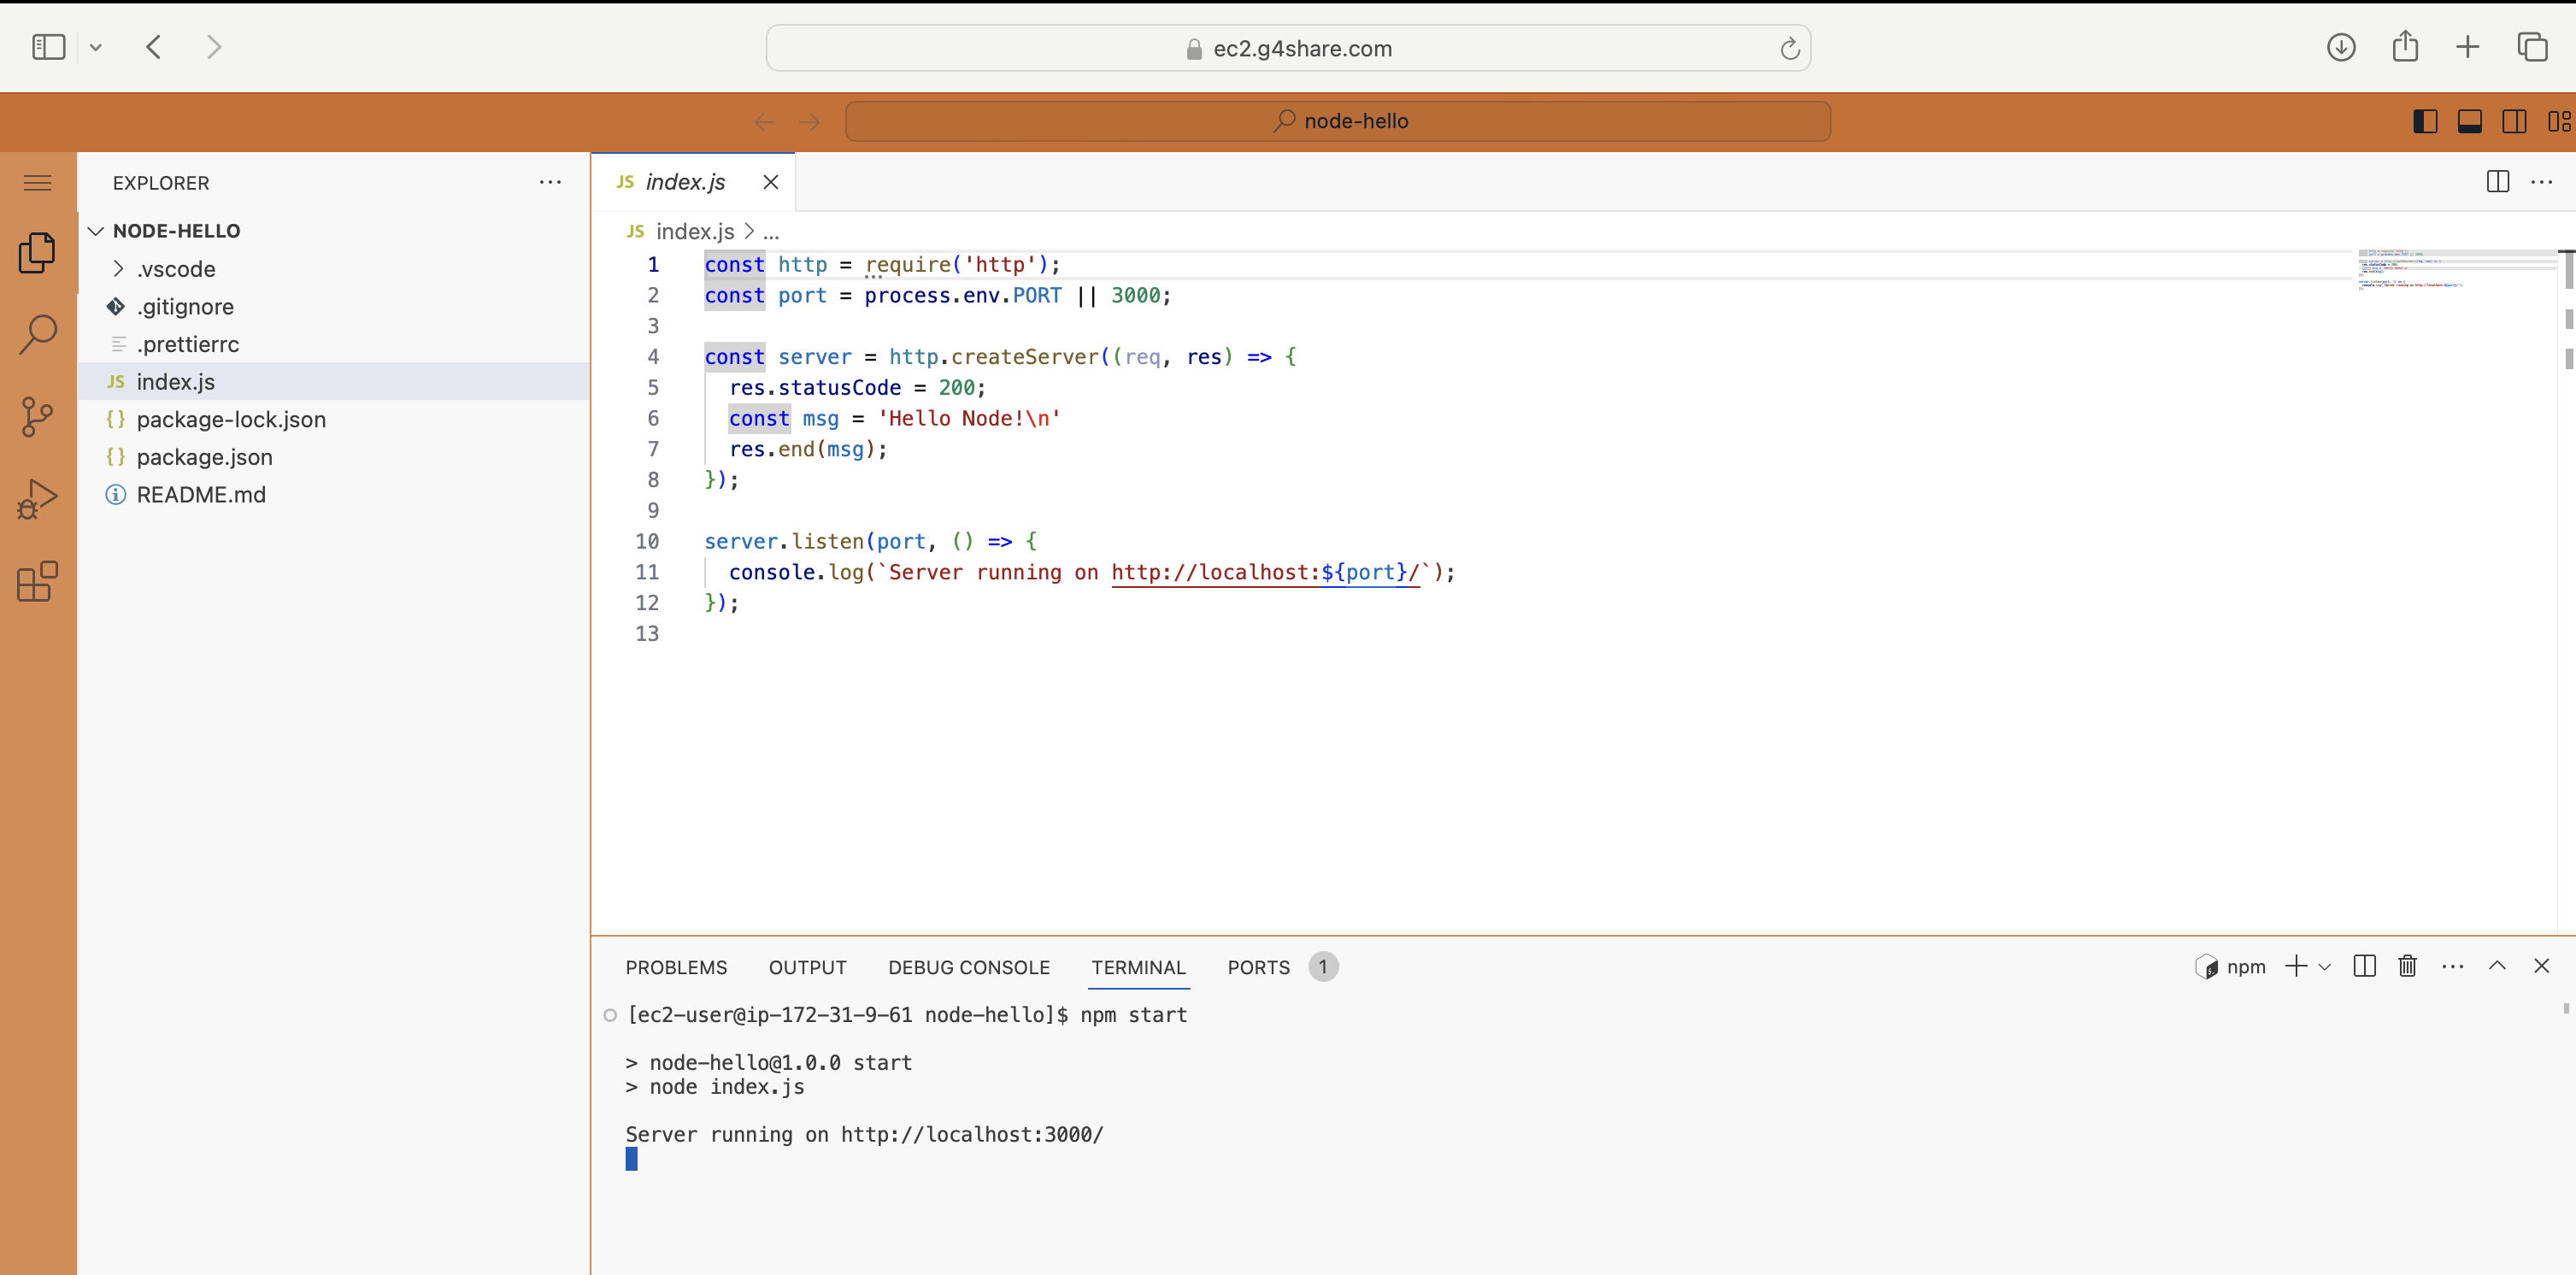 ec2.g4share.com
node-hello
EXPLORER
NODE-HELLO
.vscode
.gitignore
.prettierrc
JS index.js
{} package-lock.json
{} package.json
README.md
JS index.js
JS index.js > ...
1 const http = require('http');
2 const port = process.env.PORT || 3000;
3
4 const server = http.createServer((req, res) => {
5 res.statusCode = 200;
6 const msg = 'Hello Node!\n'
7 res.end(msg);
8 });
9
10 server.listen(port, () => {
11 console.log(`Server running on http://localhost:${port}/`);
12 });
13
PROBLEMS OUTPUT DEBUG CONSOLE TERMINAL PORTS 1
npm
[ec2-user@ip-172-31-9-61 node-hello]$ npm start
> node-hello@1.0.0 start
> node index.js
Server running on http://localhost:3000/